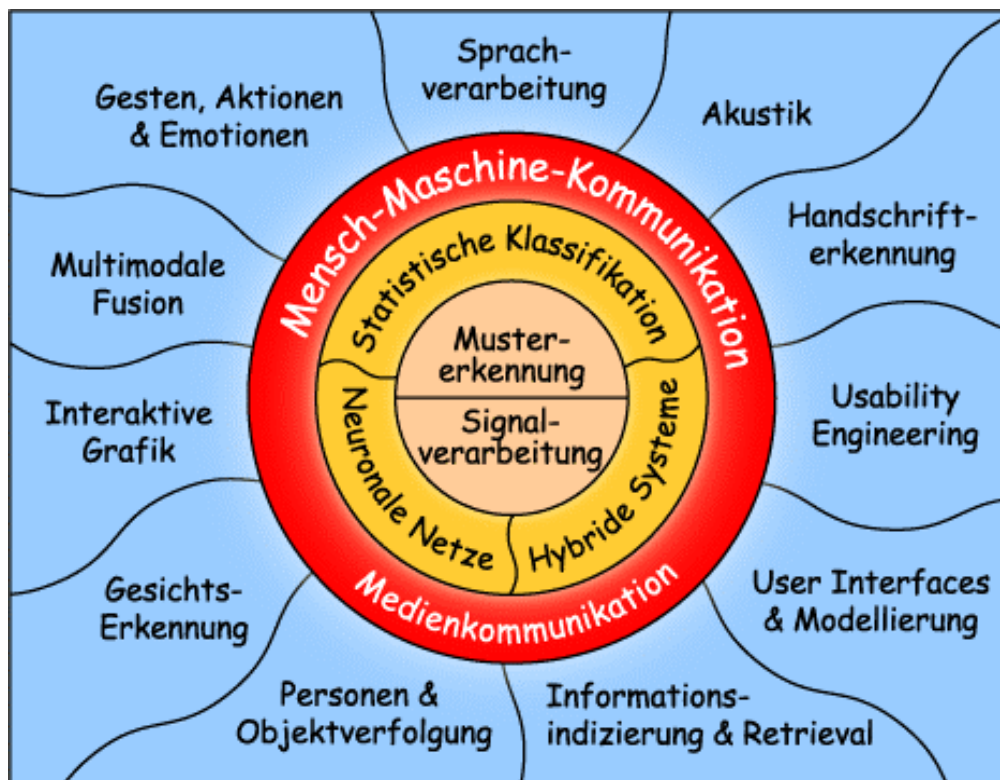 Sprach-
verarbeitung
Gesten, Aktionen
& Emotionen
Akustik
Handschrift-
erkennung
Multimodale
Fusion
Interaktive
Grafik
Usability
Engineering
Gesichts-
Erkennung
User Interfaces
& Modellierung
Personen &
Objektverfolgung
Informations-
indizierung & Retrieval
Mensch-Maschine-Kommunikation
Medienkommunikation
Statistische Klassifikation
Neuronale Netze
Hybride Systeme
Muster-
erkennung
Signal-
verarbeitung